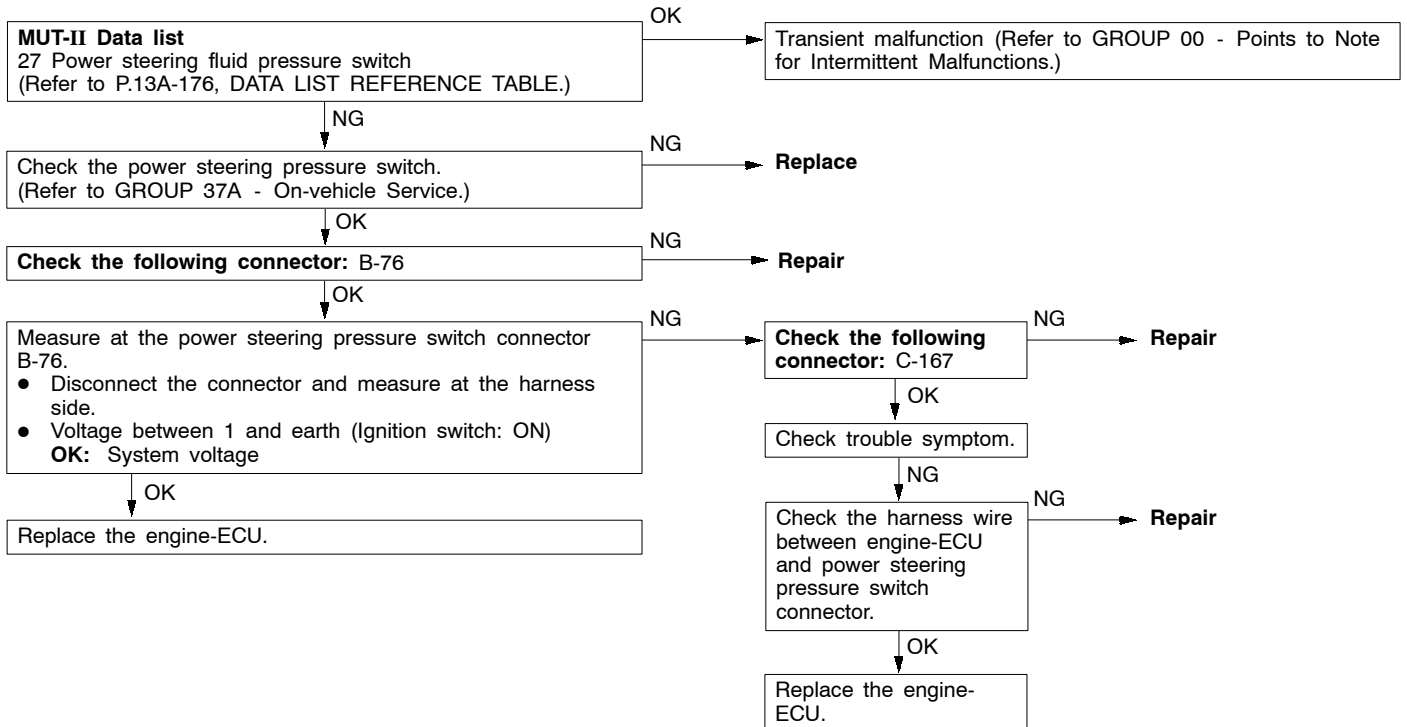 MUT-II Data list
27 Power steering fluid pressure switch
(Refer to P.13A-176, DATA LIST REFERENCE TABLE.)
OK
Transient malfunction (Refer to GROUP 00 - Points to Note
for Intermittent Malfunctions.)
NG
Check the power steering pressure switch.
(Refer to GROUP 37A - On-vehicle Service.)
NG
Replace
OK
Check the following connector: B-76
NG
Repair
OK
Measure at the power steering pressure switch connector
B-76.
● Disconnect the connector and measure at the harness
side.
● Voltage between 1 and earth (Ignition switch: ON)
OK: System voltage
NG
Check the following
connector: C-167
NG
Repair
OK
Check trouble symptom.
NG
Check the harness wire
between engine-ECU
and power steering
pressure switch
connector.
NG
Repair
OK
Replace the engine-
ECU.
OK
Replace the engine-ECU.